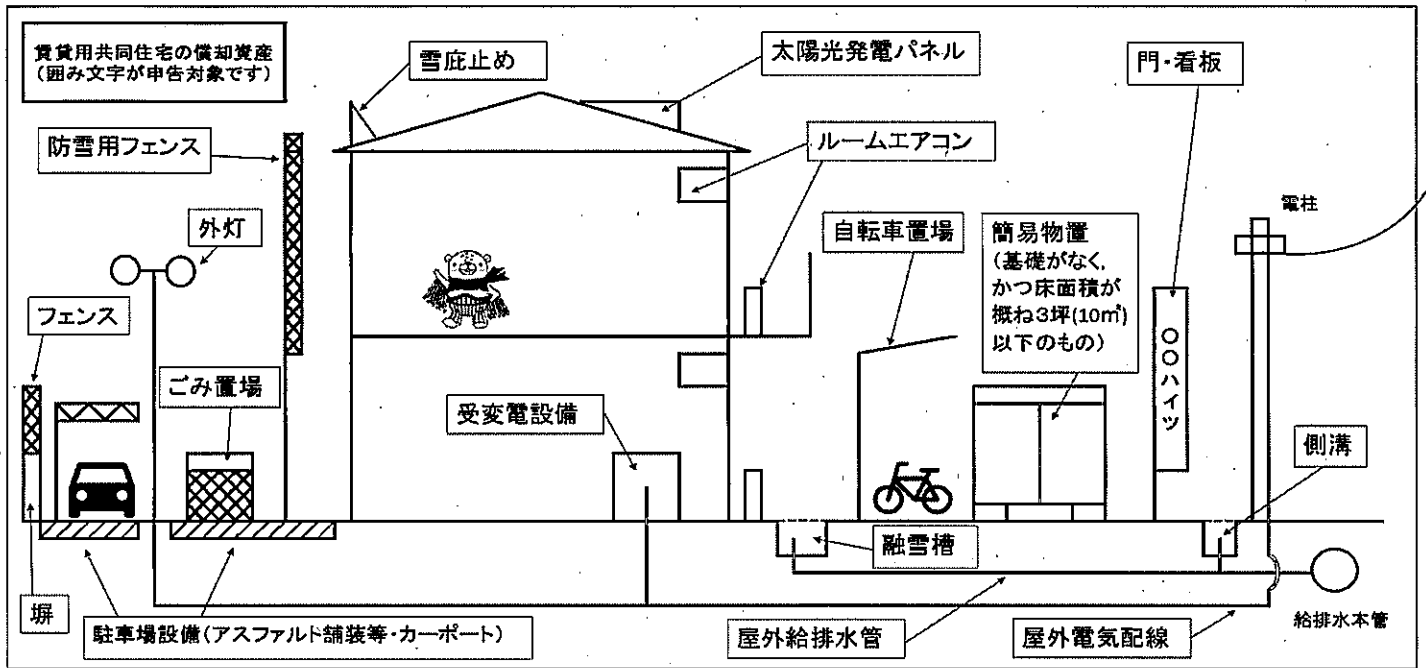 賃貸用共同住宅の償却資産
(囲み文字が申告対象です)
雪庇止め
太陽光発電パネル
門・看板
防雪用フェンス
ルームエアコン
電柱
外灯
自転車置場
簡易物置
(基礎がなく,
かつ床面積が
概ね3坪(10㎡)
以下のもの)
フェンス
○○ハイツ
ごみ置場
受変電設備
側溝
融雪槽
塀
駐車場設備(アスファルト舗装等・カーポート)
屋外給排水管
屋外電気配線
給排水本管